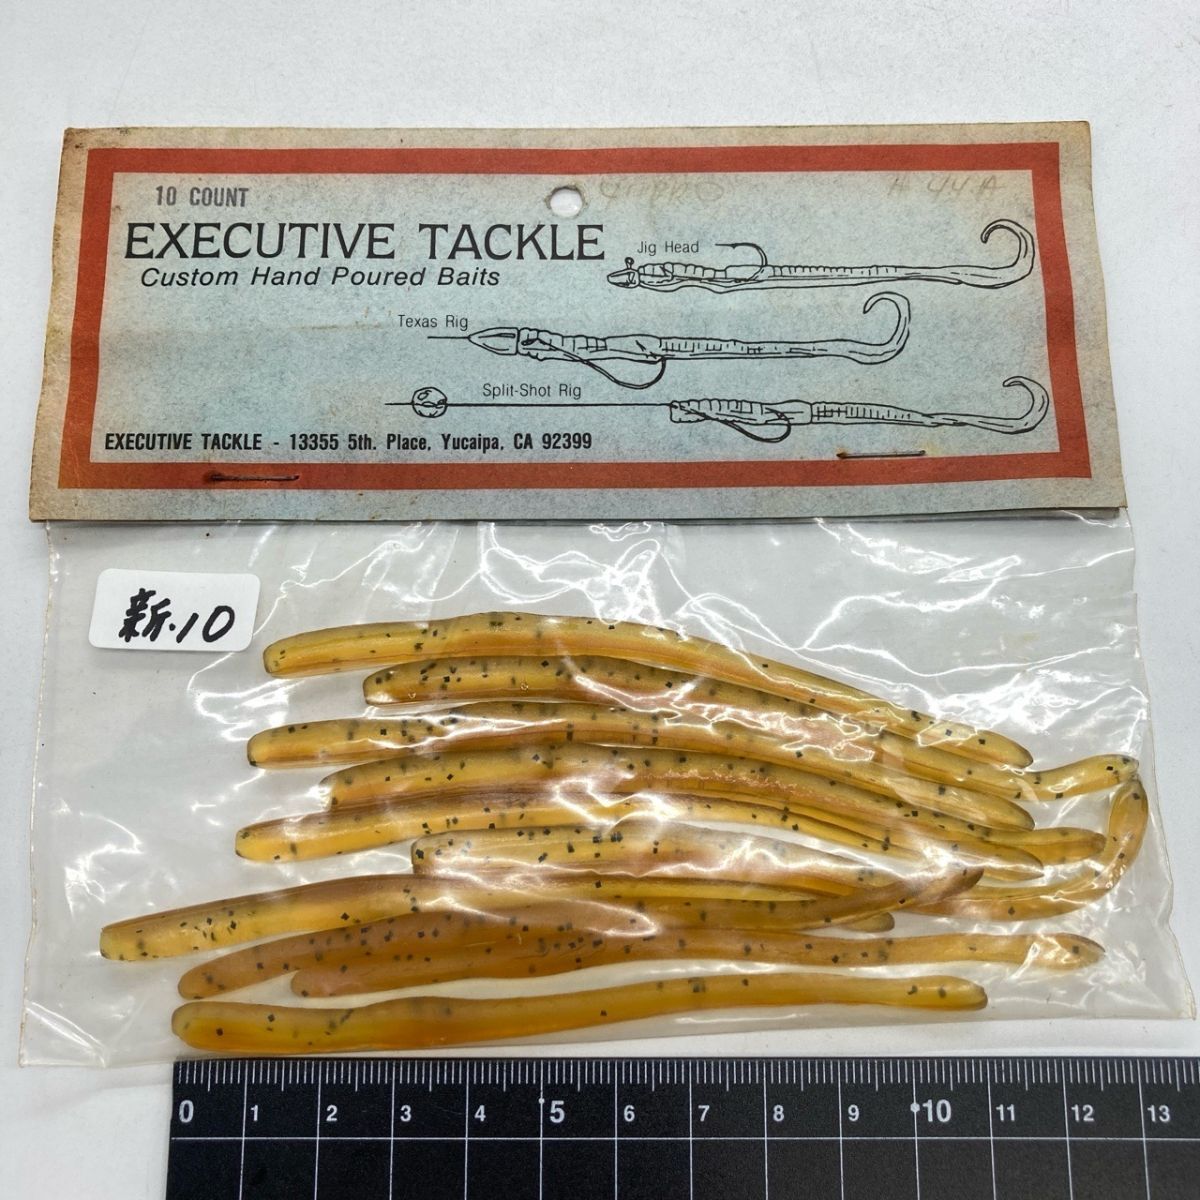 10 COUNT
EXECUTIVE TACKLE
Custom Hand Poured Baits
Jig Head
Texas Rig
Split-Shot Rig
EXECUTIVE TACKLE - 13355 5th. Place, Yucaipa, CA 92399
新.10
0 1 2 3 4 5 6 7 8 9 10 11 12 13